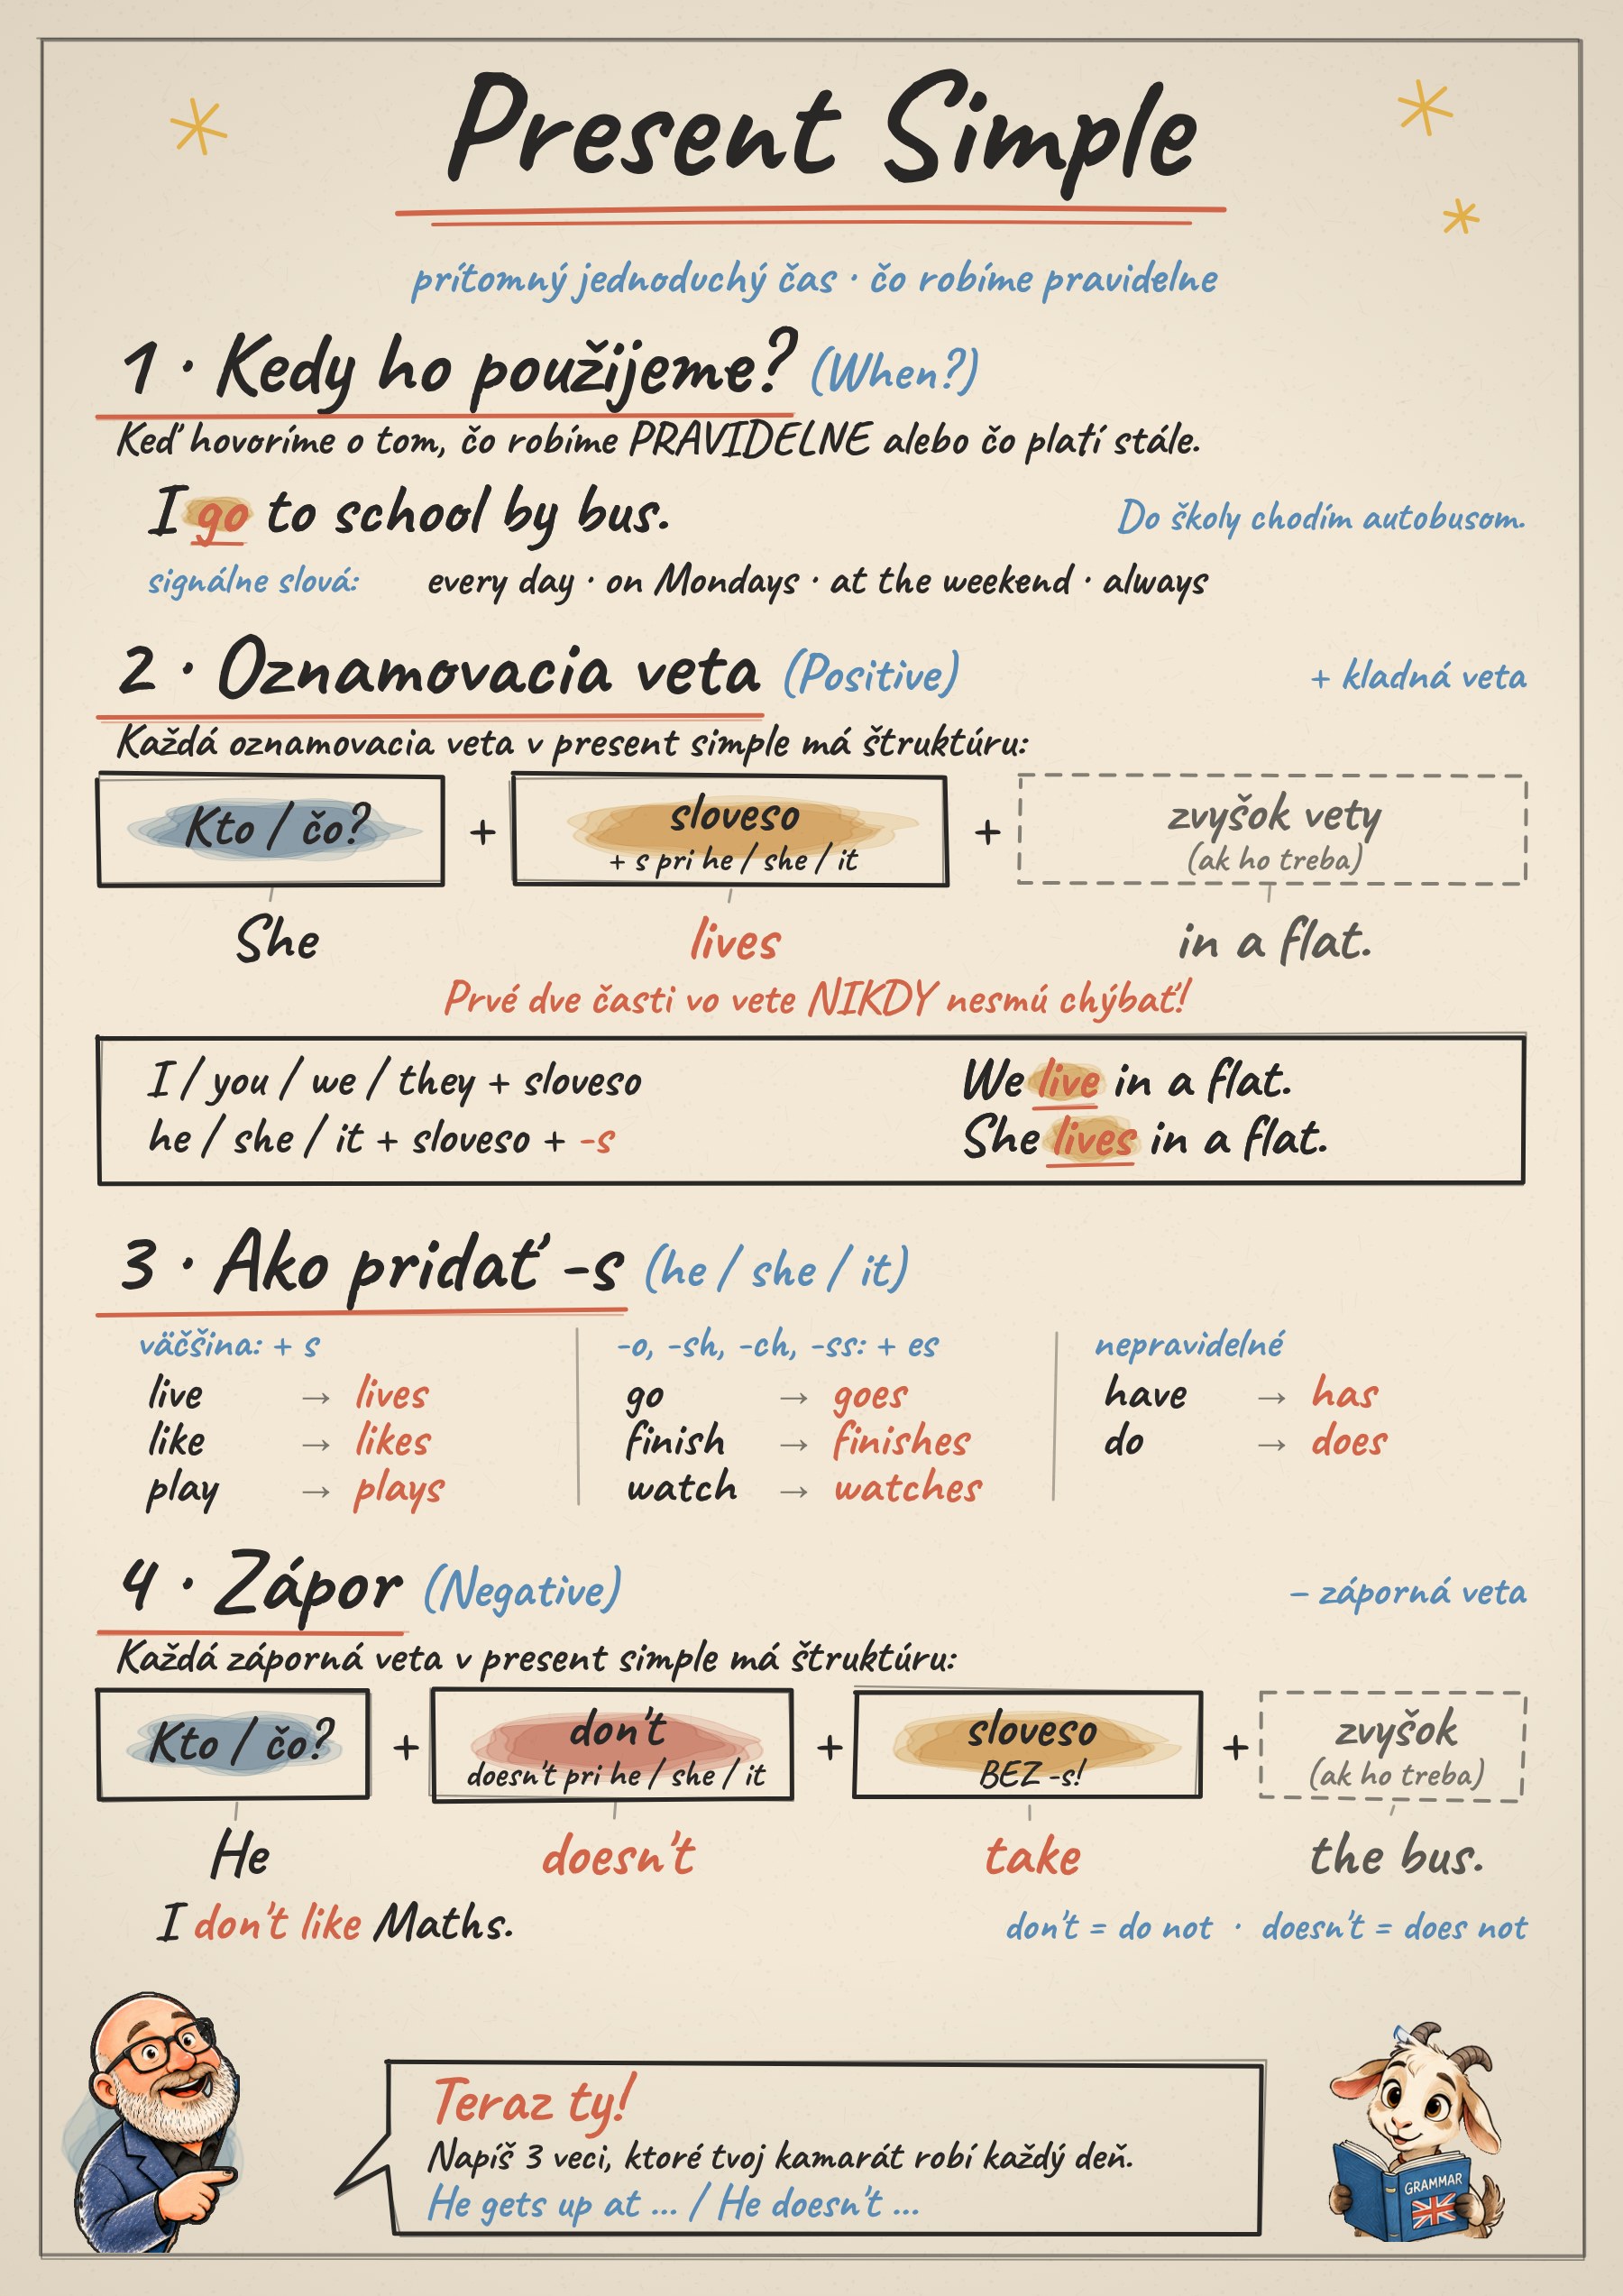 Present Simple
prítomný jednoduchý čas · čo robíme pravidelne
1 · Kedy ho použijeme? (When?)
Keď hovoríme o tom, čo robíme PRAVIDELNE alebo čo platí stále.
I go to school by bus. Do školy chodím autobusom.
signálne slová: every day · on Mondays · at the weekend · always
2 · Oznamovacia veta (Positive) + kladná veta
Každá oznamovacia veta v present simple má štruktúru:
Kto / čo? + sloveso + zvyšok vety
+ s pri he / she / it (ak ho treba)
She lives in a flat.
Prvé dve časti vo vete NIKDY nesmú chýbať!
I / you / we / they + sloveso We live in a flat.
he / she / it + sloveso + -s She lives in a flat.
3 · Ako pridať -s (he / she / it)
väčšina: + s -o, -sh, -ch, -ss: + es nepravidelné
live → lives go → goes have → has
like → likes finish → finishes do → does
play → plays watch → watches
4 · Zápor (Negative) – záporná veta
Každá záporná veta v present simple má štruktúru:
Kto / čo? + don't + sloveso + zvyšok
doesn't pri he / she / it BEZ -s! (ak ho treba)
He doesn't take the bus.
I don't like Maths. don't = do not · doesn't = does not
Teraz ty!
Napíš 3 veci, ktoré tvoj kamarát robí každý deň.
He gets up at ... / He doesn't ...
GRAMMAR